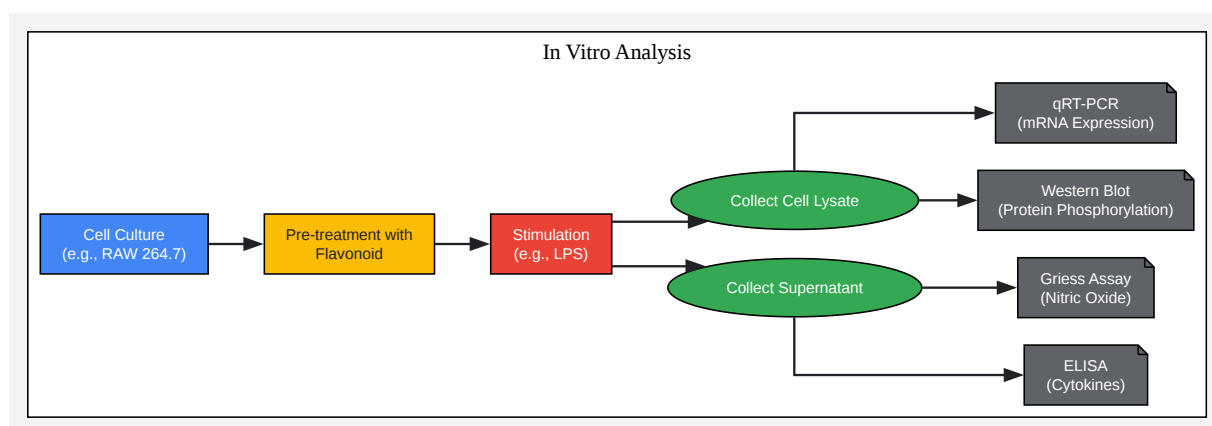 In Vitro Analysis
Cell Culture
(e.g., RAW 264.7)
Pre-treatment with
Flavonoid
Stimulation
(e.g., LPS)
Collect Cell Lysate
Collect Supernatant
qRT-PCR
(mRNA Expression)
Western Blot
(Protein Phosphorylation)
Griess Assay
(Nitric Oxide)
ELISA
(Cytokines)